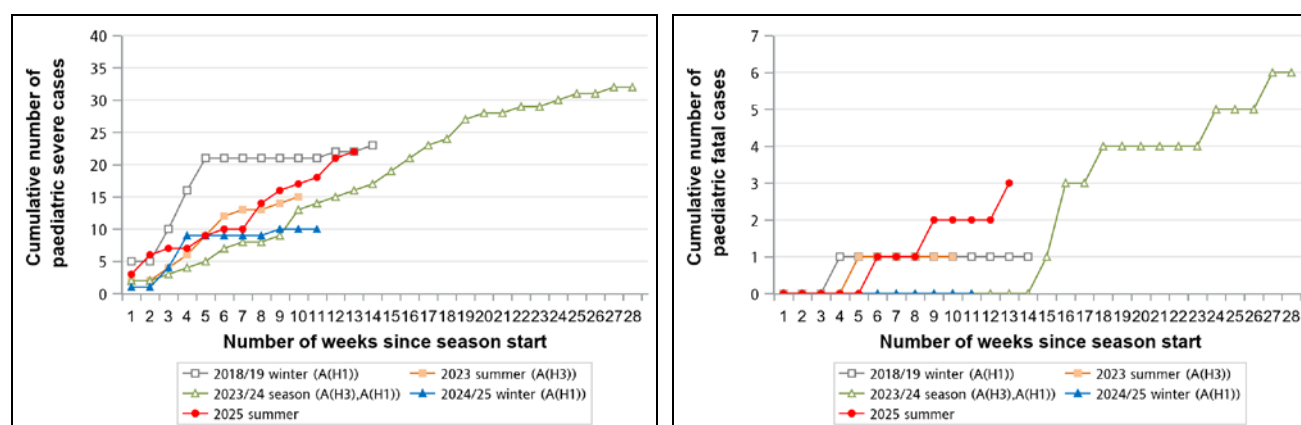 Cumulative number of
paediatric severe cases
40
35
30
25
20
15
10
5
0
1 2 3 4 5 6 7 8 9 10 11 12 13 14 15 16 17 18 19 20 21 22 23 24 25 26 27 28
Number of weeks since season start
2018/19 winter (A(H1)) 2023 summer (A(H3))
2023/24 season (A(H3),A(H1)) 2024/25 winter (A(H1))
2025 summer
Cumulative number of
paediatric fatal cases
7
6
5
4
3
2
1
0
1 2 3 4 5 6 7 8 9 10 11 12 13 14 15 16 17 18 19 20 21 22 23 24 25 26 27 28
Number of weeks since season start
2018/19 winter (A(H1)) 2023 summer (A(H3))
2023/24 season (A(H3),A(H1)) 2024/25 winter (A(H1))
2025 summer